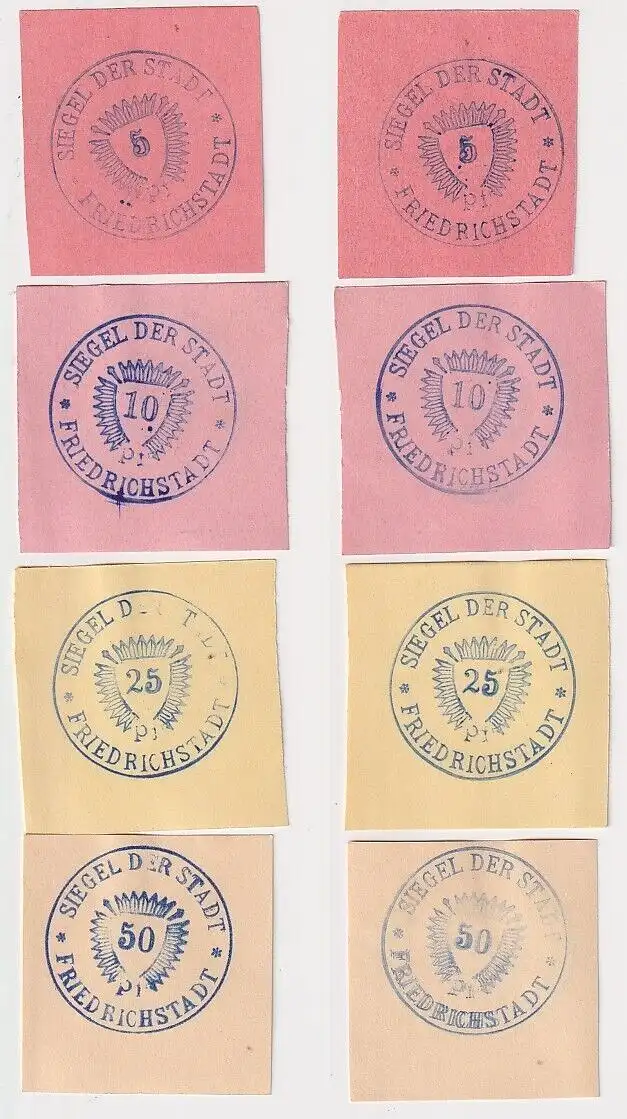 SIEGEL DER STADT
5
Pf
* FRIEDRICHSTADT *
SIEGEL DER STADT
5
Pf
* FRIEDRICHSTADT *
SIEGEL DER STADT
10
Pf
* FRIEDRICHSTADT *
SIEGEL DER STADT
10
Pf
* FRIEDRICHSTADT *
SIEGEL
25
Pf
* FRIEDRICHSTADT
SIEGEL DER STADT
25
Pf
* FRIEDRICHSTADT *
SIEGEL DER STADT
50
Pf
* FRIEDRICHSTADT *
SIEGEL DER STADT
50
Pf
* FRIEDRICHSTADT *